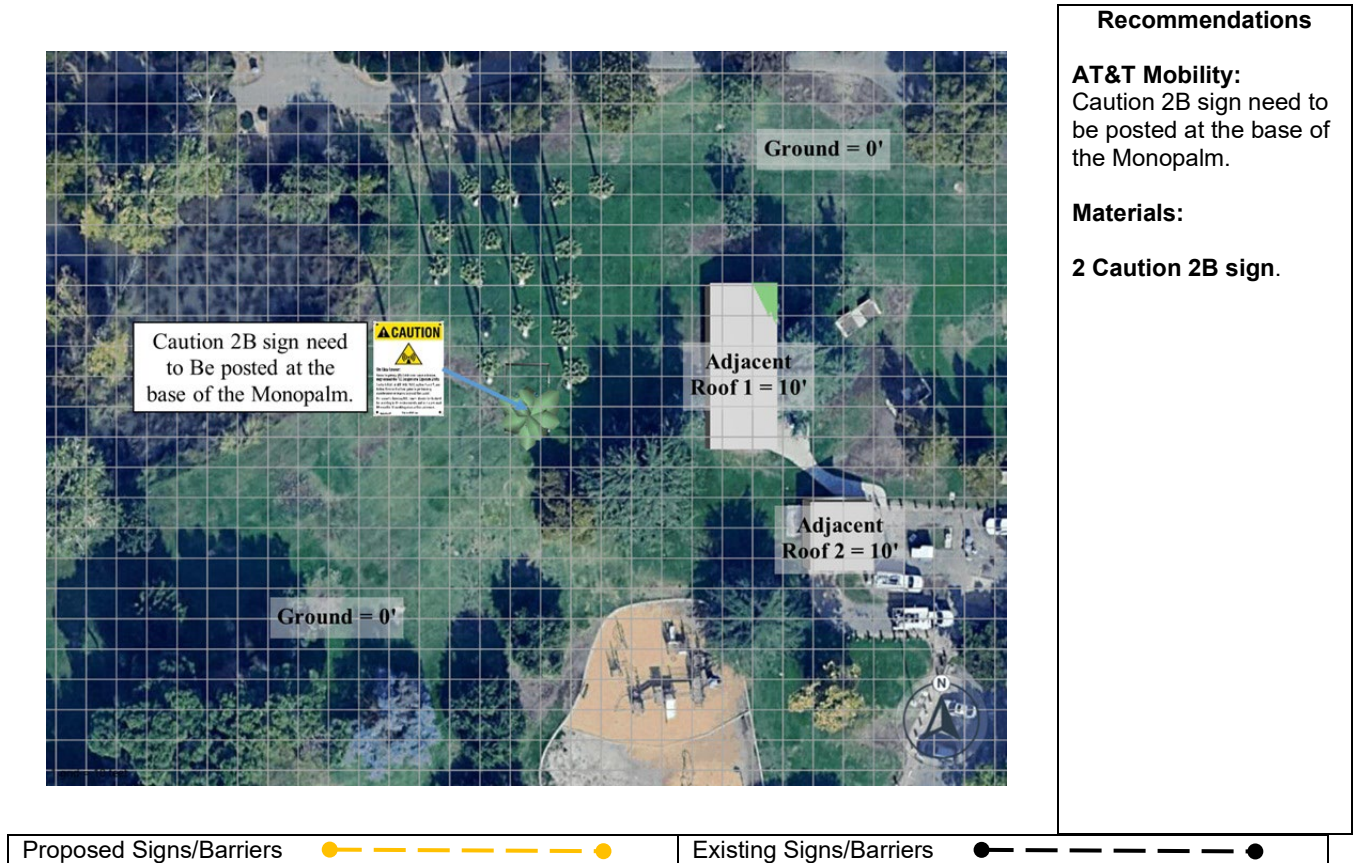 Recommendations
AT&T Mobility:
Caution 2B sign need to
be posted at the base of
the Monopalm.
Materials:
2 Caution 2B sign.
Ground = 0'
Caution 2B sign need
to Be posted at the
base of the Monopalm.
CAUTION
Adjacent
Roof 1 = 10'
Adjacent
Roof 2 = 10'
Ground = 0'
N
Proposed Signs/Barriers
Existing Signs/Barriers